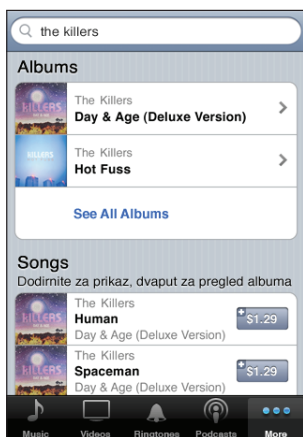 the killers
Albums
The Killers
Day & Age (Deluxe Version)
The Killers
Hot Fuss
See All Albums
Songs
Dodirnite za prikaz, dvaput za pregled albuma
The Killers
Human
Day & Age (Deluxe Version)
$1.29
The Killers
Spaceman
Day & Age (Deluxe Version)
$1.29
Music Videos Ringtones Podcasts More